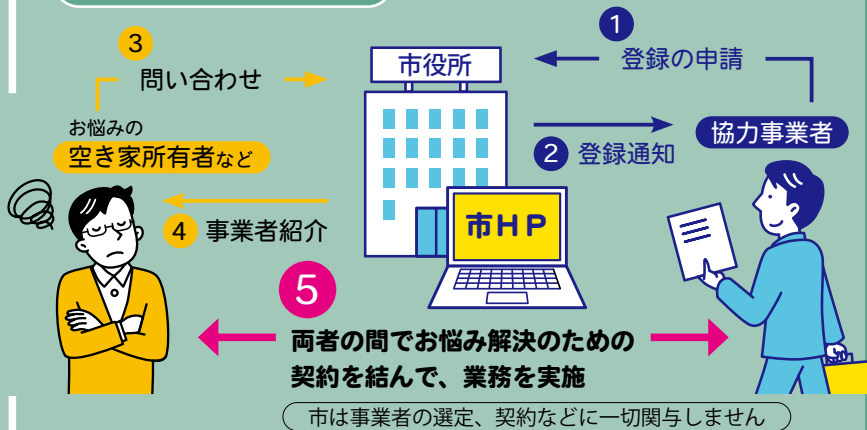 ① 登録の申請
② 登録通知
協力事業者
③ 問い合わせ
お悩みの
空き家所有者など
④ 事業者紹介
市役所
市HP
⑤
両者の間でお悩み解決のための
契約を結んで、業務を実施
市は事業者の選定、契約などに一切関与しません